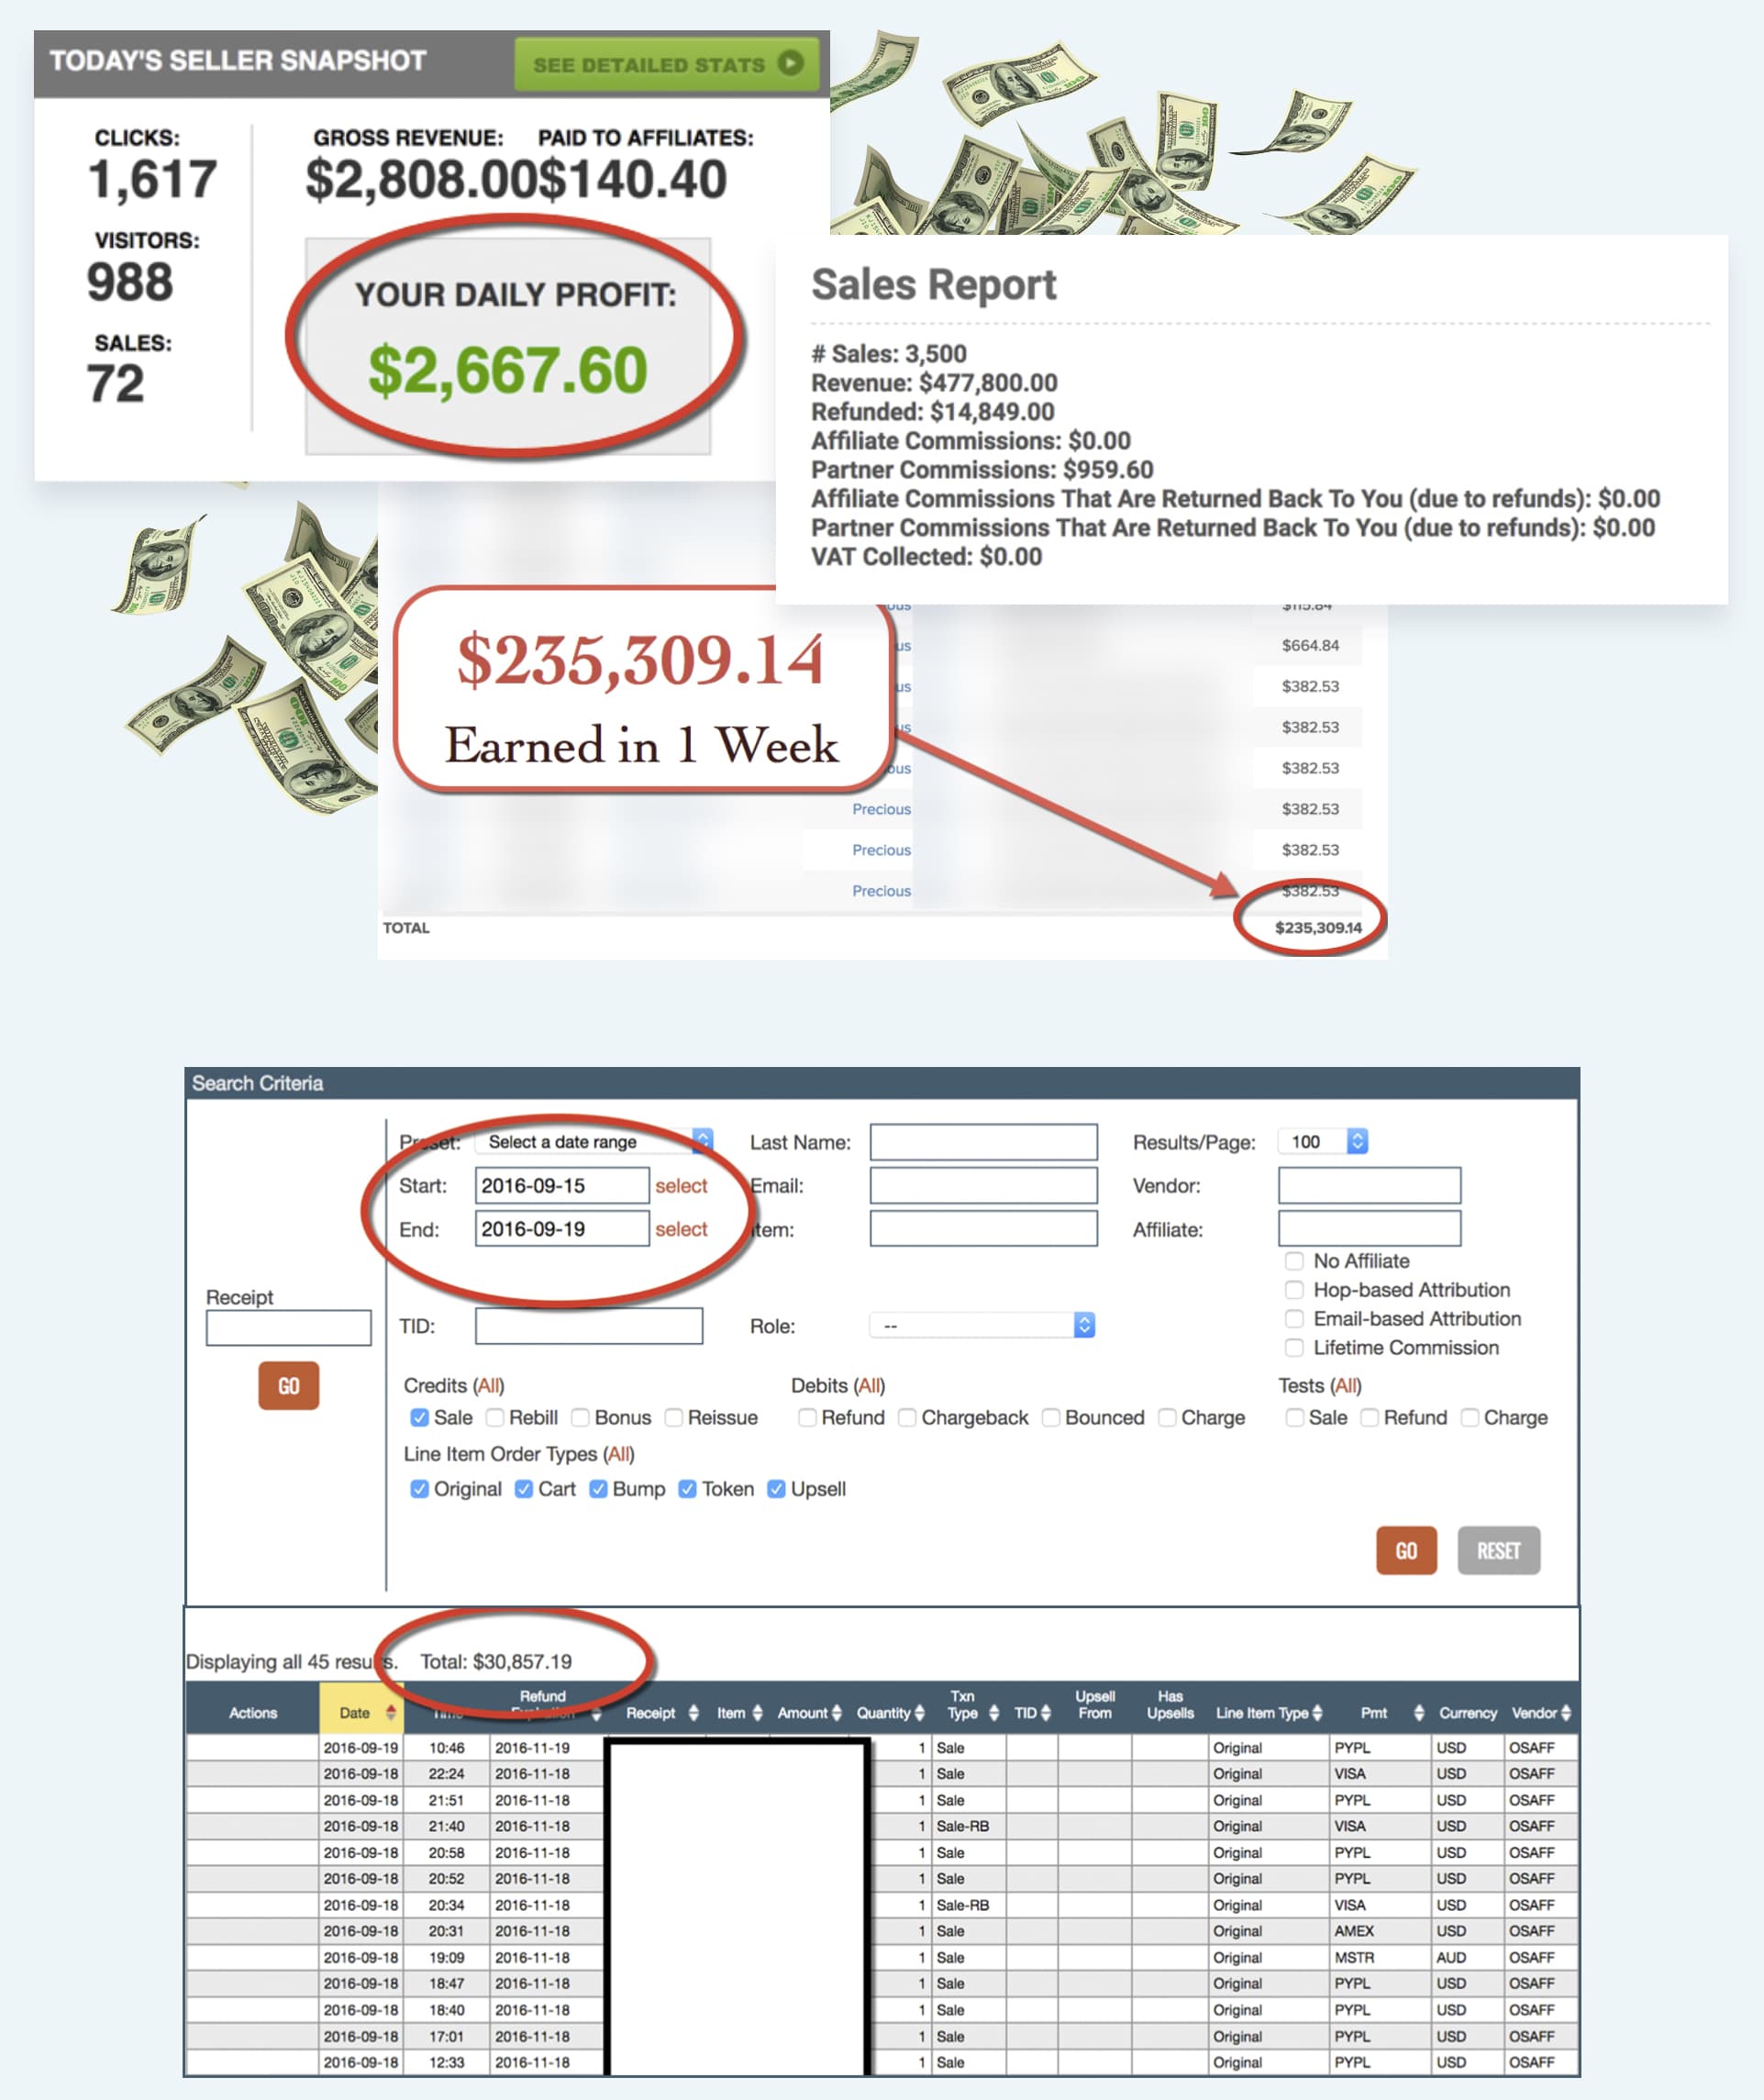 TODAY'S SELLER SNAPSHOT
SEE DETAILED STATS
CLICKS:
1,617
VISITORS:
988
SALES:
72
GROSS REVENUE: PAID TO AFFILIATES:
$2,808.00$140.40
YOUR DAILY PROFIT:
$2,667.60
Sales Report
# Sales: 3,500
Revenue: $477,800.00
Refunded: $14,849.00
Affiliate Commissions: $0.00
Partner Commissions: $959.60
Affiliate Commissions That Are Returned Back To You (due to refunds): $0.00
Partner Commissions That Are Returned Back To You (due to refunds): $0.00
VAT Collected: $0.00
$235,309.14
Earned in 1 Week
$115.84
$664.84
$382.53
$382.53
$382.53
Precious $382.53
Precious $382.53
Precious $382.53
TOTAL $235,309.14
Search Criteria
Receipt
GO
Preset: Select a date range
Start: 2016-09-15 select
End: 2016-09-19 select
TID:
Last Name:
Email:
Item:
Role: --
Results/Page: 100
Vendor:
Affiliate:
No Affiliate
Hop-based Attribution
Email-based Attribution
Lifetime Commission
Credits (All)
Sale Rebill Bonus Reissue
Debits (All)
Refund Chargeback Bounced Charge
Tests (All)
Sale Refund Charge
Line Item Order Types (All)
Original Cart Bump Token Upsell
GO RESET
Displaying all 45 results. Total: $30,857.19
Actions Date Time Refund Expiration Receipt Item Amount Quantity Txn Type TID Upsell From Has Upsells Line Item Type Pmt Currency Vendor
2016-09-19 10:46 2016-11-19 1 Sale Original PYPL USD OSAFF
2016-09-18 22:24 2016-11-18 1 Sale Original VISA USD OSAFF
2016-09-18 21:51 2016-11-18 1 Sale Original PYPL USD OSAFF
2016-09-18 21:40 2016-11-18 1 Sale-RB Original VISA USD OSAFF
2016-09-18 20:58 2016-11-18 1 Sale Original PYPL USD OSAFF
2016-09-18 20:52 2016-11-18 1 Sale Original PYPL USD OSAFF
2016-09-18 20:34 2016-11-18 1 Sale-RB Original VISA USD OSAFF
2016-09-18 20:31 2016-11-18 1 Sale Original AMEX USD OSAFF
2016-09-18 19:09 2016-11-18 1 Sale Original MSTR AUD OSAFF
2016-09-18 18:47 2016-11-18 1 Sale Original PYPL USD OSAFF
2016-09-18 18:40 2016-11-18 1 Sale Original PYPL USD OSAFF
2016-09-18 17:01 2016-11-18 1 Sale Original PYPL USD OSAFF
2016-09-18 12:33 2016-11-18 1 Sale Original PYPL USD OSAFF